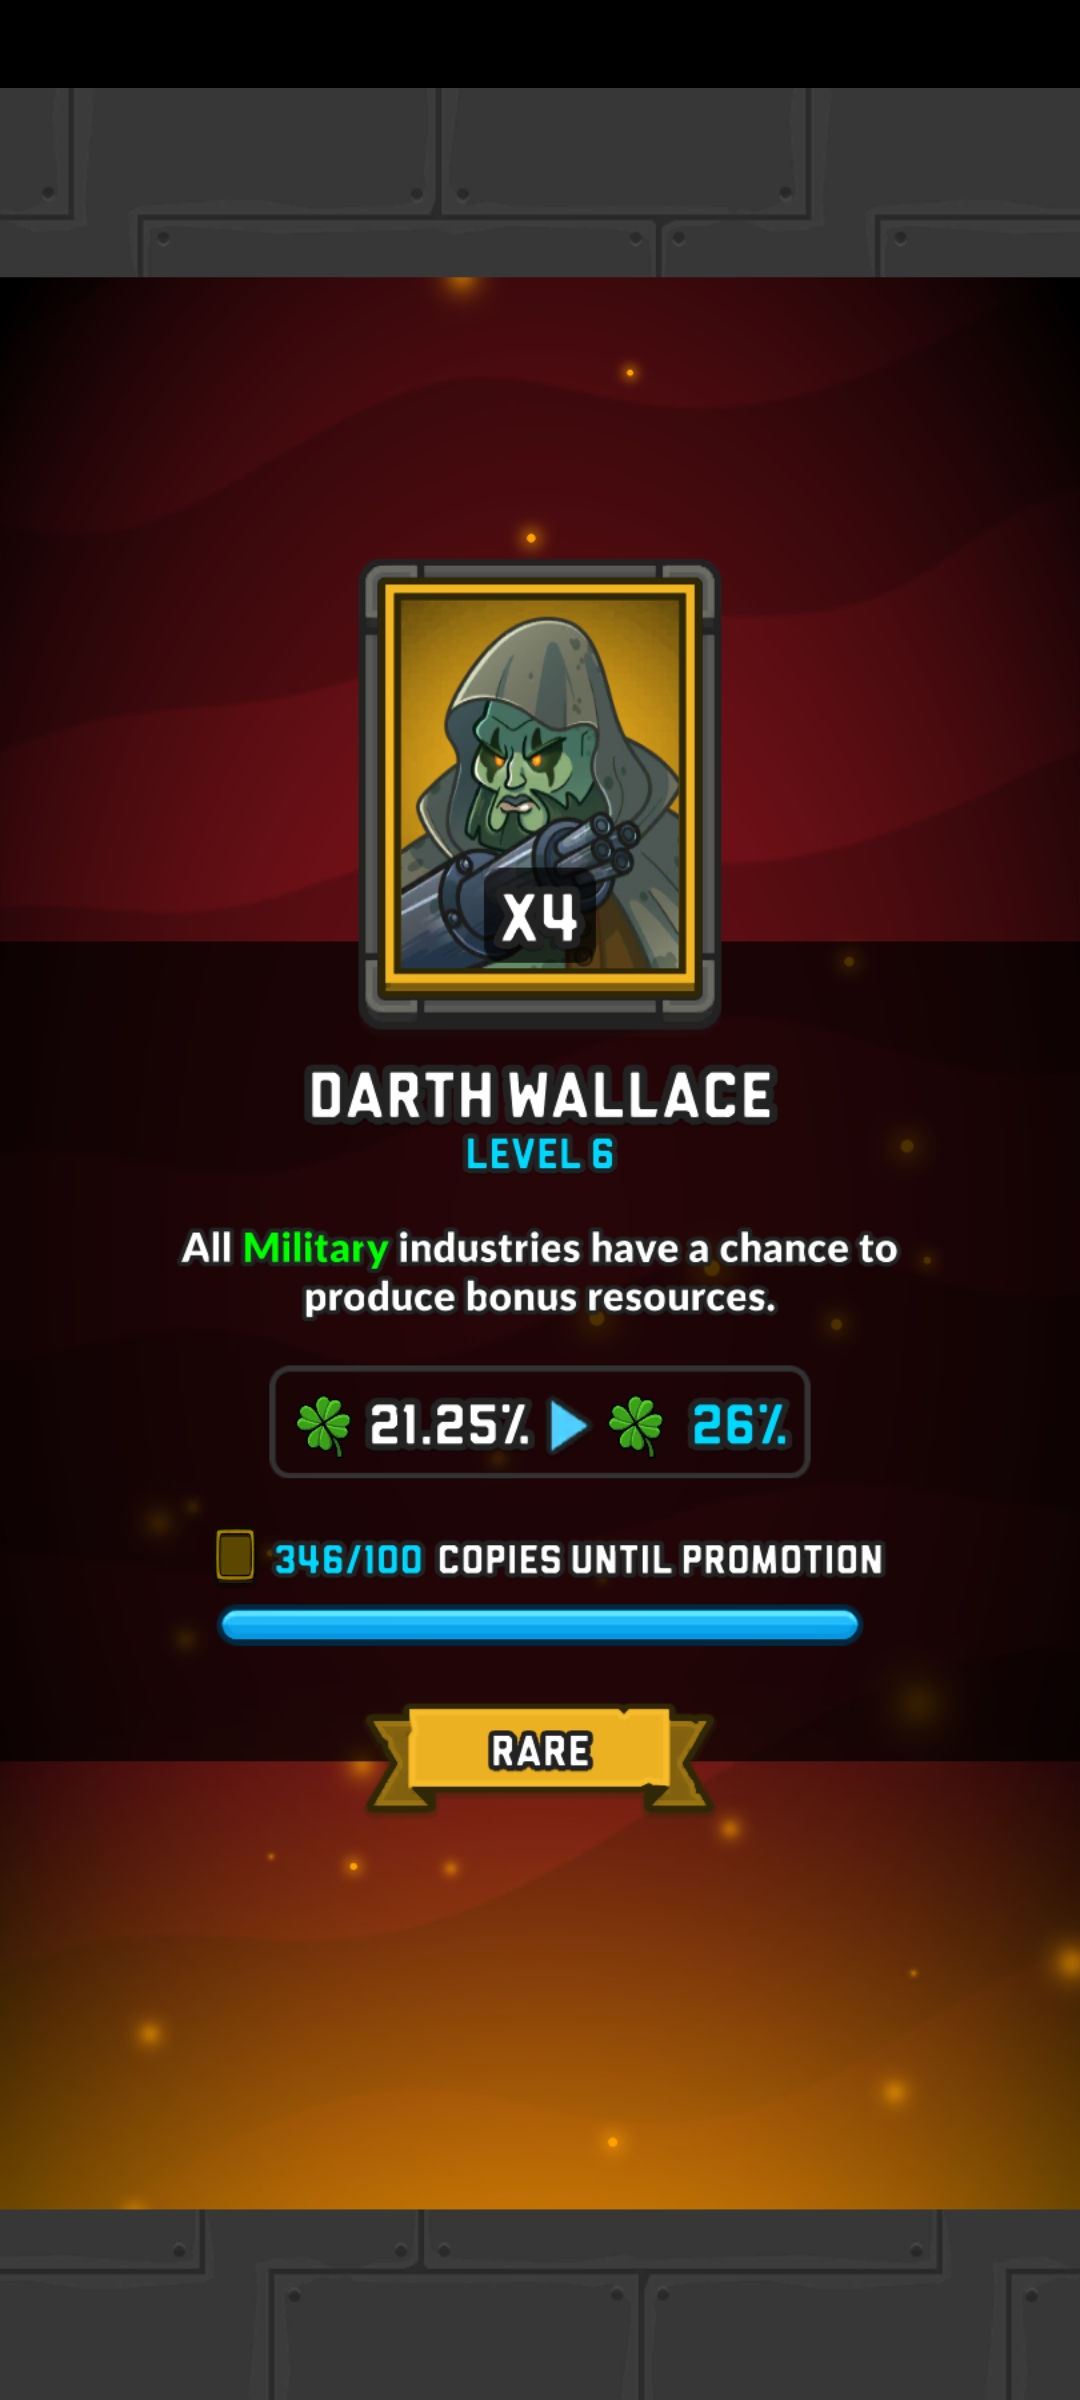 X4
DARTH WALLACE
LEVEL 6
All Military industries have a chance to
produce bonus resources.
21.25% 26%
346/100 COPIES UNTIL PROMOTION
RARE